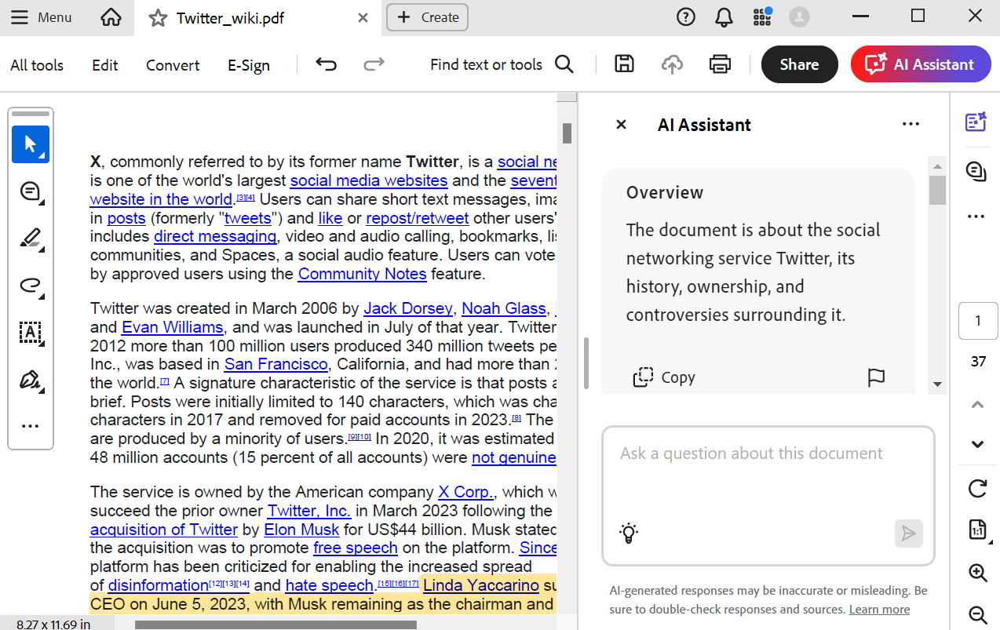 Menu
Twitter_wiki.pdf
Create
All tools
Edit
Convert
E-Sign
Find text or tools
Share
AI Assistant
X, commonly referred to by its former name Twitter, is a social ne
is one of the world's largest social media websites and the sevent
website in the world.[3][4] Users can share short text messages, ima
in posts (formerly "tweets") and like or repost/retweet other users'
includes direct messaging, video and audio calling, bookmarks, lis
communities, and Spaces, a social audio feature. Users can vote
by approved users using the Community Notes feature.
Twitter was created in March 2006 by Jack Dorsey, Noah Glass,
and Evan Williams, and was launched in July of that year. Twitter
2012 more than 100 million users produced 340 million tweets pe
Inc., was based in San Francisco, California, and had more than
the world.[7] A signature characteristic of the service is that posts a
brief. Posts were initially limited to 140 characters, which was cha
characters in 2017 and removed for paid accounts in 2023.[8] The
are produced by a minority of users.[9][10] In 2020, it was estimated
48 million accounts (15 percent of all accounts) were not genuine
The service is owned by the American company X Corp., which w
succeed the prior owner Twitter, Inc. in March 2023 following the
acquisition of Twitter by Elon Musk for US$44 billion. Musk stated
the acquisition was to promote free speech on the platform. Since
platform has been criticized for enabling the increased spread
of disinformation[12][13][14] and hate speech.[15][16][17] Linda Yaccarino su
CEO on June 5, 2023, with Musk remaining as the chairman and
8.27 x 11.69 in
AI Assistant
Overview
The document is about the social
networking service Twitter, its
history, ownership, and
controversies surrounding it.
Copy
Ask a question about this document
AI-generated responses may be inaccurate or misleading. Be
sure to double-check responses and sources. Learn more
1
37
1:1